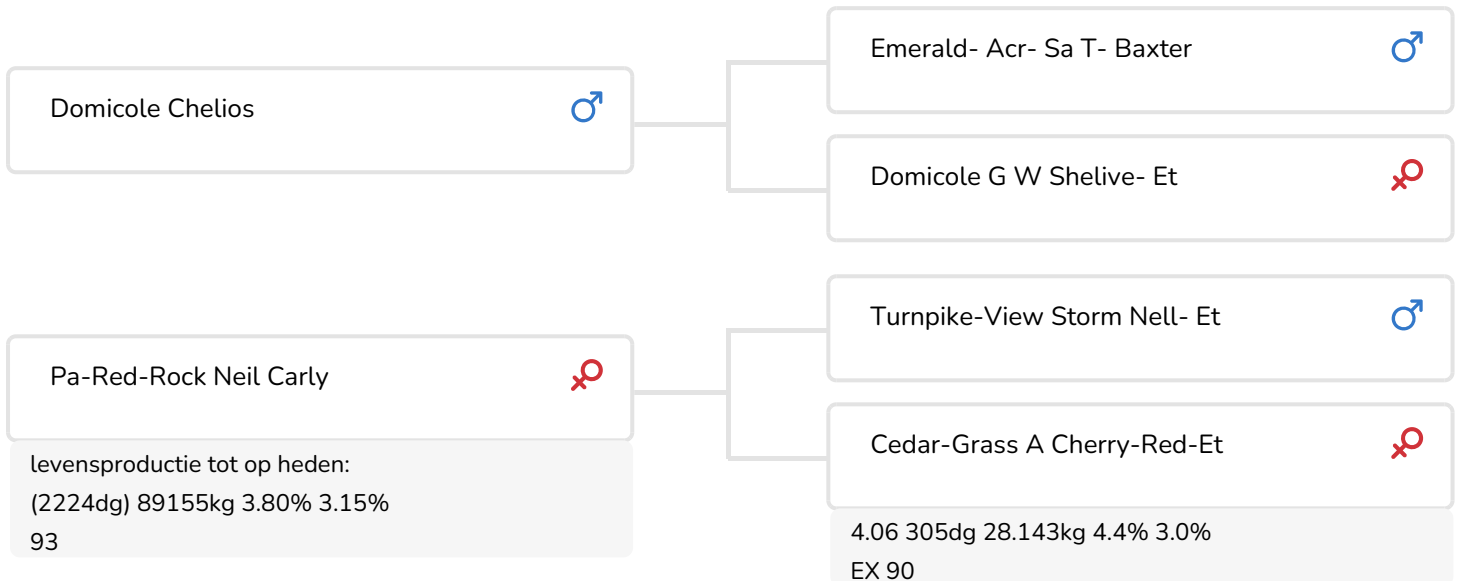 Emerald- Acr- Sa T- Baxter
Domicole Chelios
Domicole G W Shelive- Et
Turnpike-View Storm Nell- Et
Pa-Red-Rock Neil Carly
levensproductie tot op heden:
(2224dg) 89155kg 3.80% 3.15%
93
Cedar-Grass A Cherry-Red-Et
4.06 305dg 28.143kg 4.4% 3.0%
EX 90